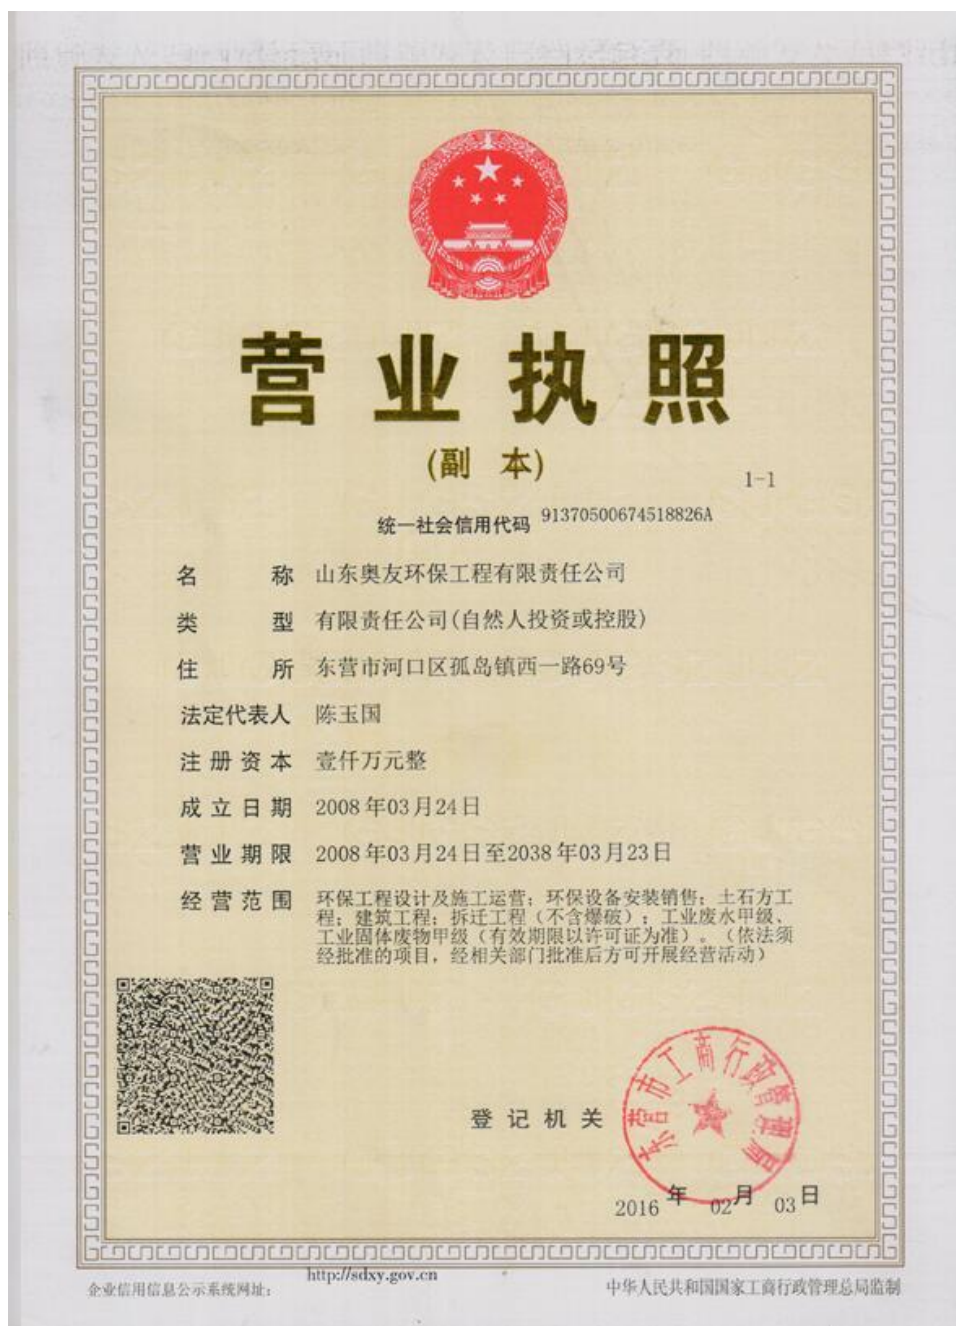 营业执照
(副 本)
1-1
统一社会信用代码 91370500674518826A
名 称 山东奥友环保工程有限责任公司
类 型 有限责任公司(自然人投资或控股)
住 所 东营市河口区孤岛镇西一路69号
法定代表人 陈玉国
注册资本 壹仟万元整
成立日期 2008年03月24日
营业期限 2008年03月24日至2038年03月23日
经营范围 环保工程设计及施工运营；环保设备安装销售；土石方工
程；建筑工程；拆迁工程（不含爆破）；工业废水甲级、
工业固体废物甲级（有效期限以许可证为准）。（依法须
经批准的项目，经相关部门批准后方可开展经营活动）
东营市工商行政管理局
登记机关
2016年02月03日
企业信用信息公示系统网址： http://sdxy.gov.cn
中华人民共和国国家工商行政管理总局监制